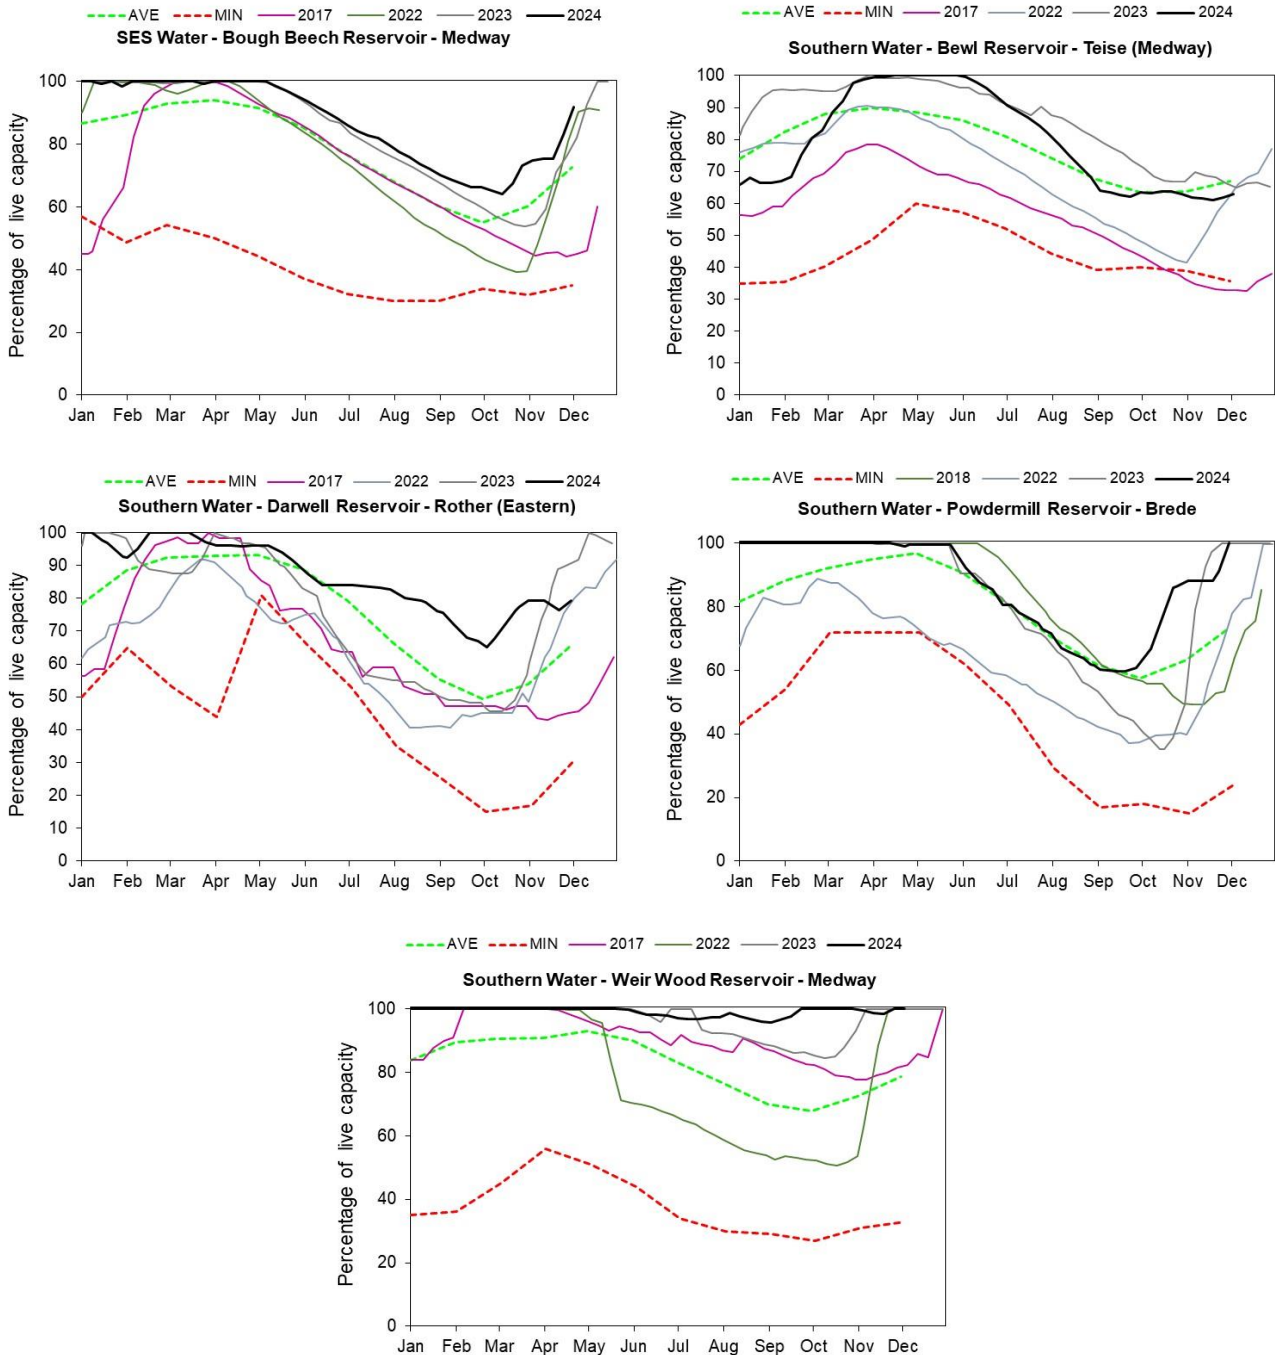 AVE MIN 2017 2022 2023 2024
SES Water - Bough Beech Reservoir - Medway
Percentage of live capacity
100
80
60
40
20
0
Jan Feb Mar Apr May Jun Jul Aug Sep Oct Nov Dec
AVE MIN 2017 2022 2023 2024
Southern Water - Bewl Reservoir - Teise (Medway)
Percentage of live capacity
100
90
80
70
60
50
40
30
20
10
0
Jan Feb Mar Apr May Jun Jul Aug Sep Oct Nov Dec
AVE MIN 2017 2022 2023 2024
Southern Water - Darwell Reservoir - Rother (Eastern)
Percentage of live capacity
100
90
80
70
60
50
40
30
20
10
0
Jan Feb Mar Apr May Jun Jul Aug Sep Oct Nov Dec
AVE MIN 2018 2022 2023 2024
Southern Water - Powdermill Reservoir - Brede
Percentage of live capacity
100
80
60
40
20
0
Jan Feb Mar Apr May Jun Jul Aug Sep Oct Nov Dec
AVE MIN 2017 2022 2023 2024
Southern Water - Weir Wood Reservoir - Medway
Percentage of live capacity
100
80
60
40
20
0
Jan Feb Mar Apr May Jun Jul Aug Sep Oct Nov Dec